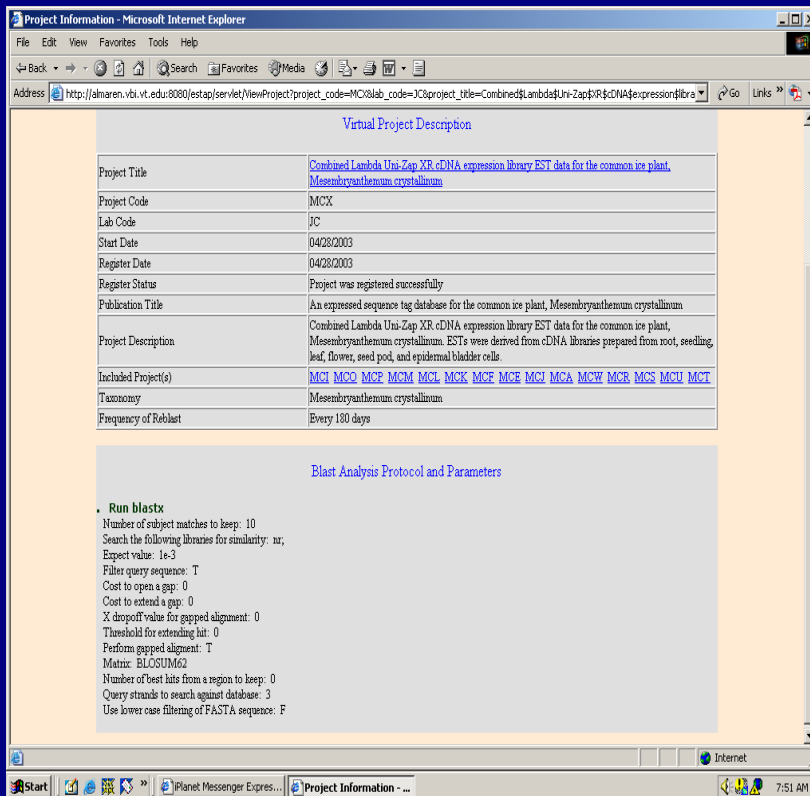 Project Information - Microsoft Internet Explorer
File Edit View Favorites Tools Help
Back Search Favorites Media
Address http://almaren.vbi.vt.edu:8080/estap/servlet/ViewProject?project_code=MCX&lab_code=JC&project_title=Combined$Lambda$Uni-Zap$XR$cDNA$expression$libra Go Links »
Virtual Project Description
Project Title Combined Lambda Uni-Zap XR cDNA expression library EST data for the common ice plant,
Mesembryanthemum crystallinum
Project Code MCX
Lab Code JC
Start Date 04/28/2003
Register Date 04/28/2003
Register Status Project was registered successfully
Publication Title An expressed sequence tag database for the common ice plant, Mesembryanthemum crystallinum
Project Description Combined Lambda Uni-Zap XR cDNA expression library EST data for the common ice plant,
Mesembryanthemum crystallinum. ESTs were derived from cDNA libraries prepared from root, seedling,
leaf, flower, seed pod, and epidermal bladder cells.
Included Project(s) MCI MCO MCP MCM MCL MCK MCF MCE MCJ MCA MCW MCR MCS MCU MCT
Taxonomy Mesembryanthemum crystallinum
Frequency of Reblast Every 180 days
Blast Analysis Protocol and Parameters
. Run blastx
Number of subject matches to keep: 10
Search the following libraries for similarity: nr;
Expect value: 1e-3
Filter query sequence: T
Cost to open a gap: 0
Cost to extend a gap: 0
X dropoff value for gapped alignment: 0
Threshold for extending hit: 0
Perform gapped aligment: T
Matrix: BLOSUM62
Number of best hits from a region to keep: 0
Query strands to search against database: 3
Use lower case filtering of FASTA sequence: F
Internet
Start » iPlanet Messenger Expres... Project Information - ... 7:51 AM